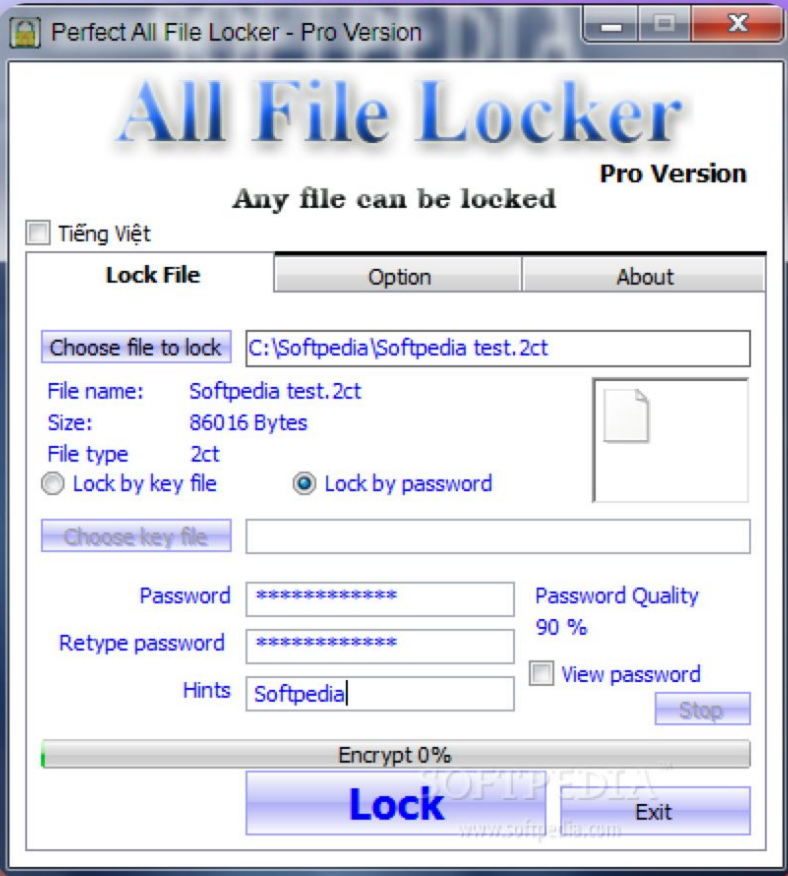 Perfect All File Locker - Pro Version
All File Locker
Pro Version
Any file can be locked
Tiếng Việt
Lock File Option About
Choose file to lock C:\Softpedia\Softpedia test.2ct
File name: Softpedia test.2ct
Size: 86016 Bytes
File type 2ct
Lock by key file Lock by password
Choose key file
Password ************ Password Quality
90 %
Retype password ************
View password
Hints Softpedia
Stop
Encrypt 0%
SOFTPEDIA™
Lock Exit
www.softpedia.com